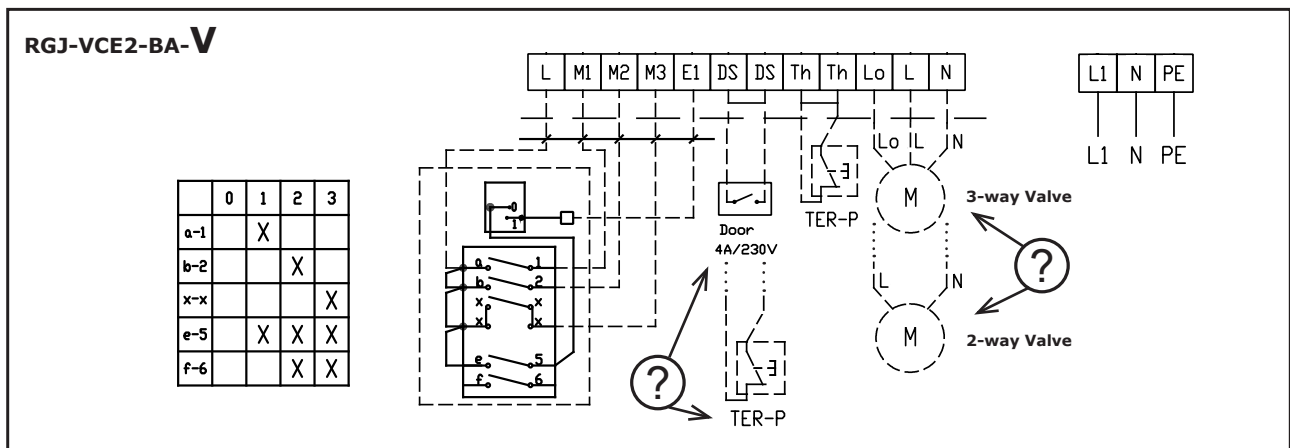 RGJ-VCE2-BA-V
L M1 M2 M3 E1 DS DS Th Th Lo L N
L1 N PE
Lo L N
L1 N PE
0 1 2 3
a-1 X
b-2 X
x-x X
e-5 X X X
f-6 X X
0
1
a 1
b 2
x x
x x
e 5
f 6
Door
4A/230V
TER-P
TER-P
M
3-way Valve
?
L N
M
2-way Valve
?